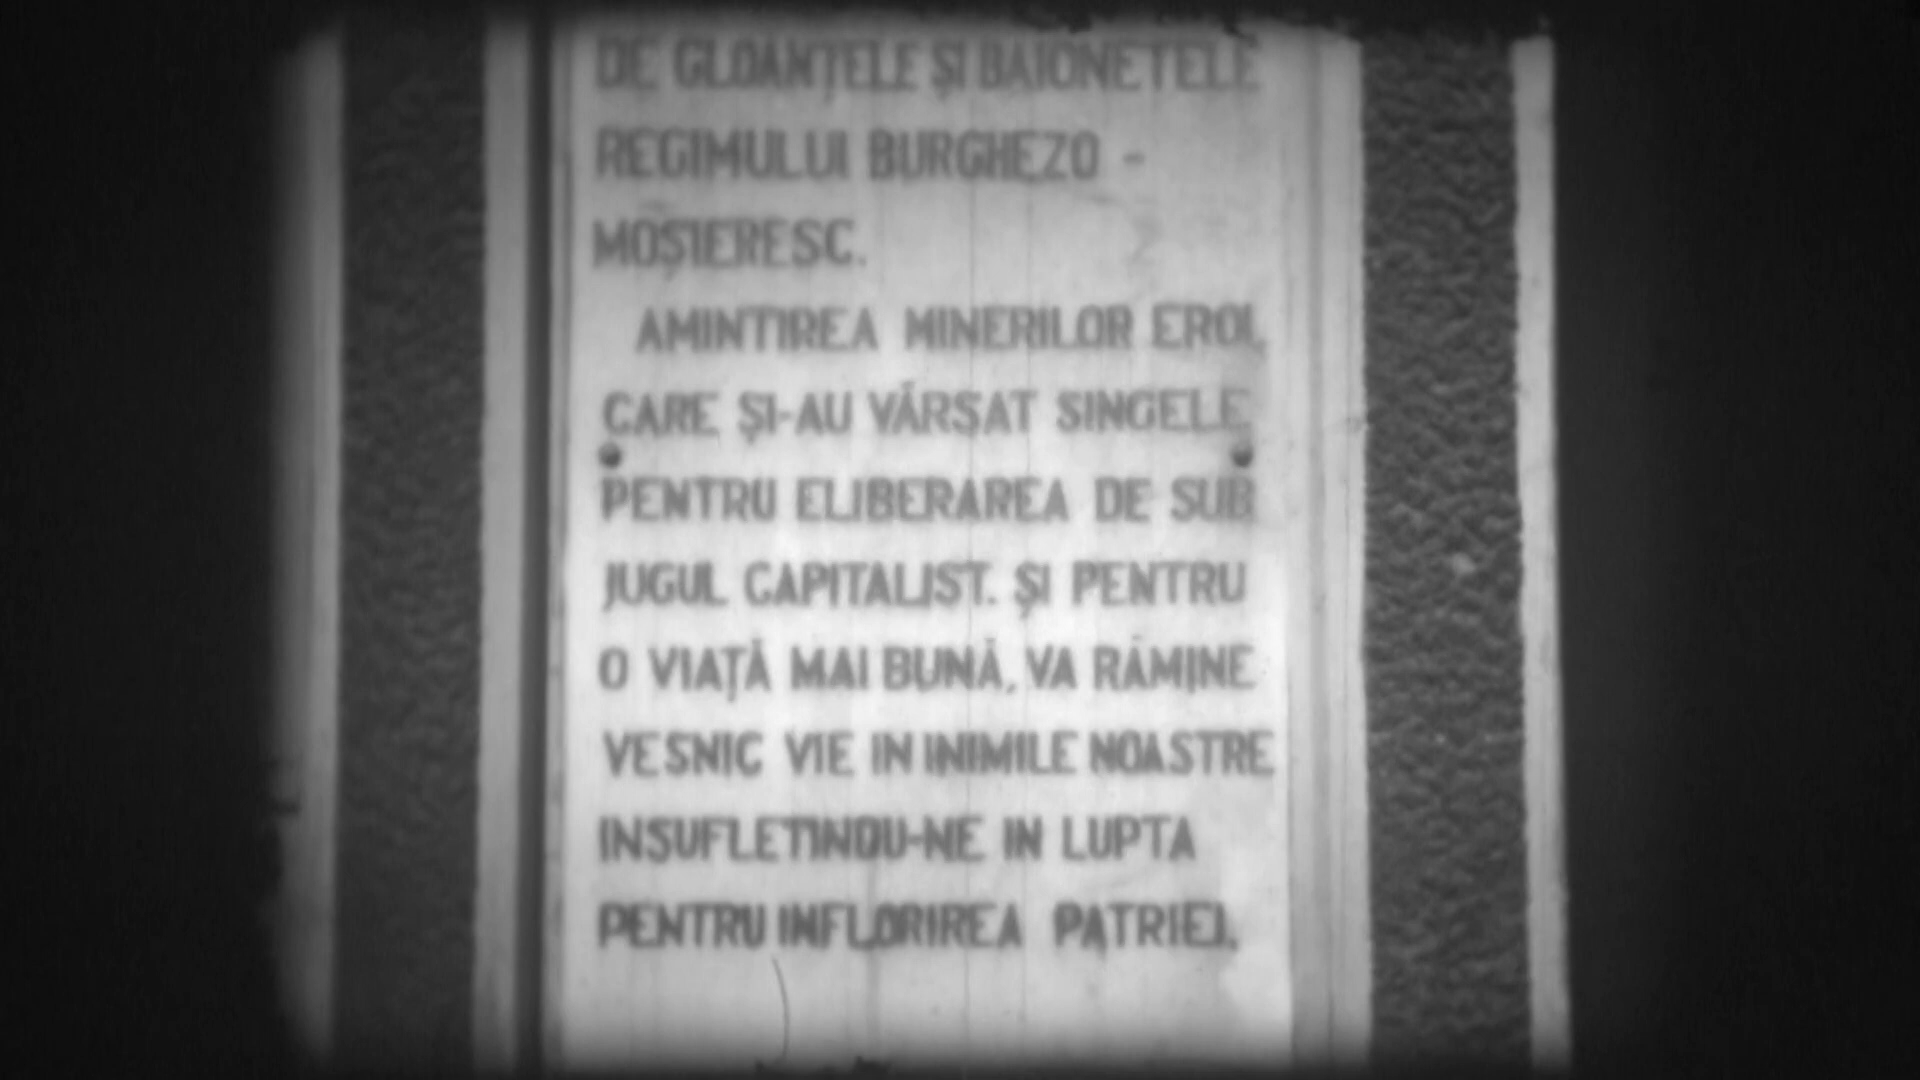 DE GLOANȚELE ȘI BAIONETELE
REGIMULUI BURGHEZO -
MOȘIERESC.
AMINTIREA MINERILOR EROI,
CARE ȘI-AU VĂRSAT SINGELE
PENTRU ELIBERAREA DE SUB
JUGUL CAPITALIST. ȘI PENTRU
O VIAȚĂ MAI BUNĂ, VA RĂMINE
VESNIC VIE IN INIMILE NOASTRE
INSUFLETINDU-NE IN LUPTA
PENTRU INFLORIREA PATRIEI.